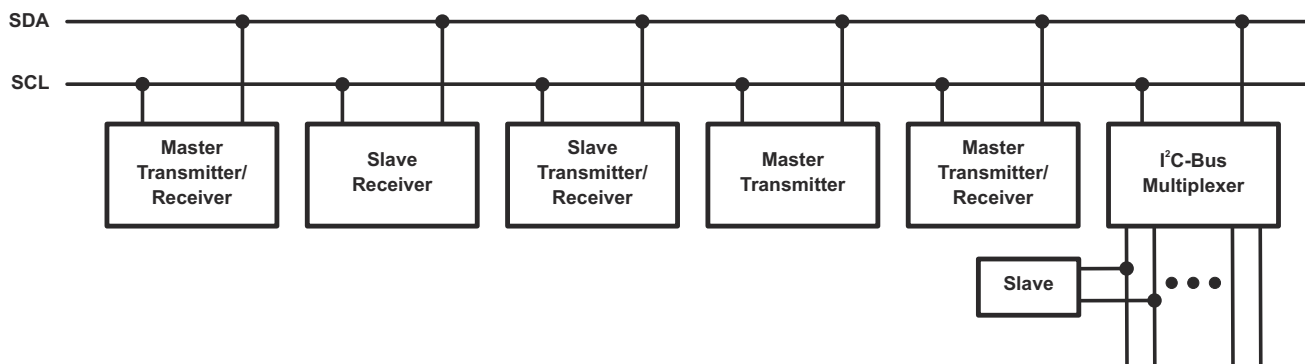 SDA
SCL
Master
Transmitter/
Receiver
Slave
Receiver
Slave
Transmitter/
Receiver
Master
Transmitter
Master
Transmitter/
Receiver
I²C-Bus
Multiplexer
Slave